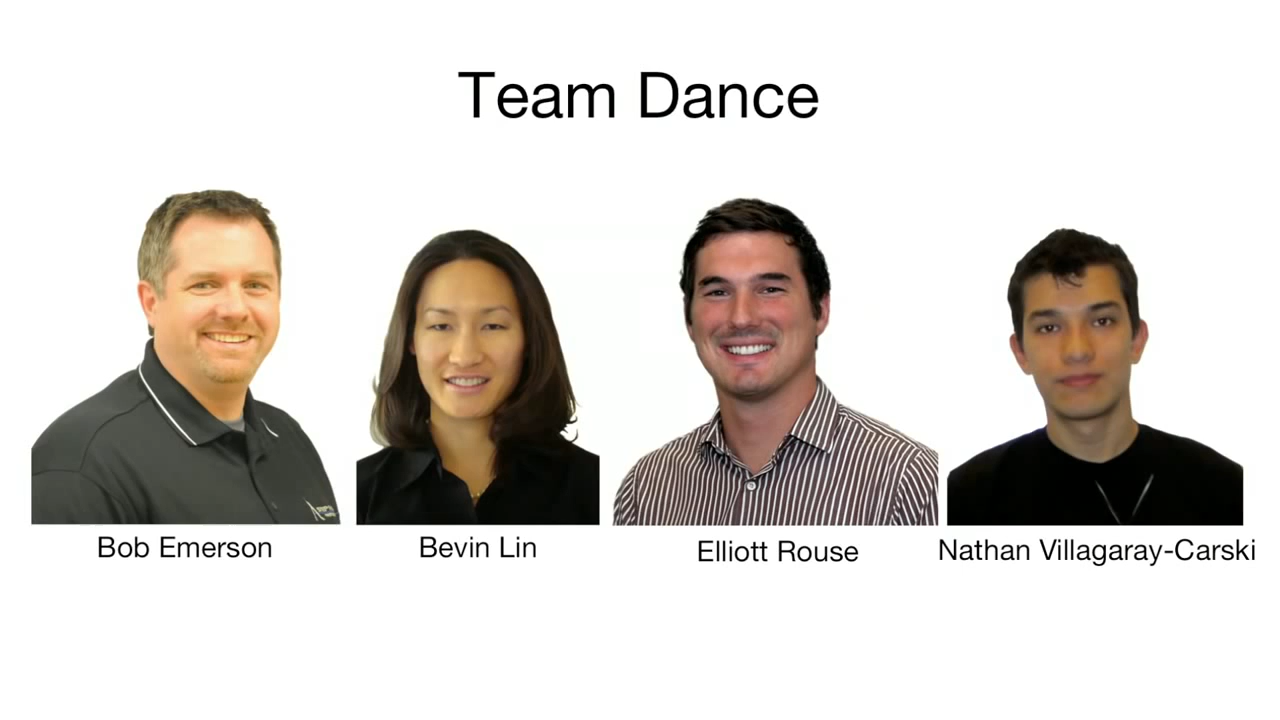 Team Dance
Bob Emerson
Bevin Lin
Elliott Rouse
Nathan Villagaray-Carski